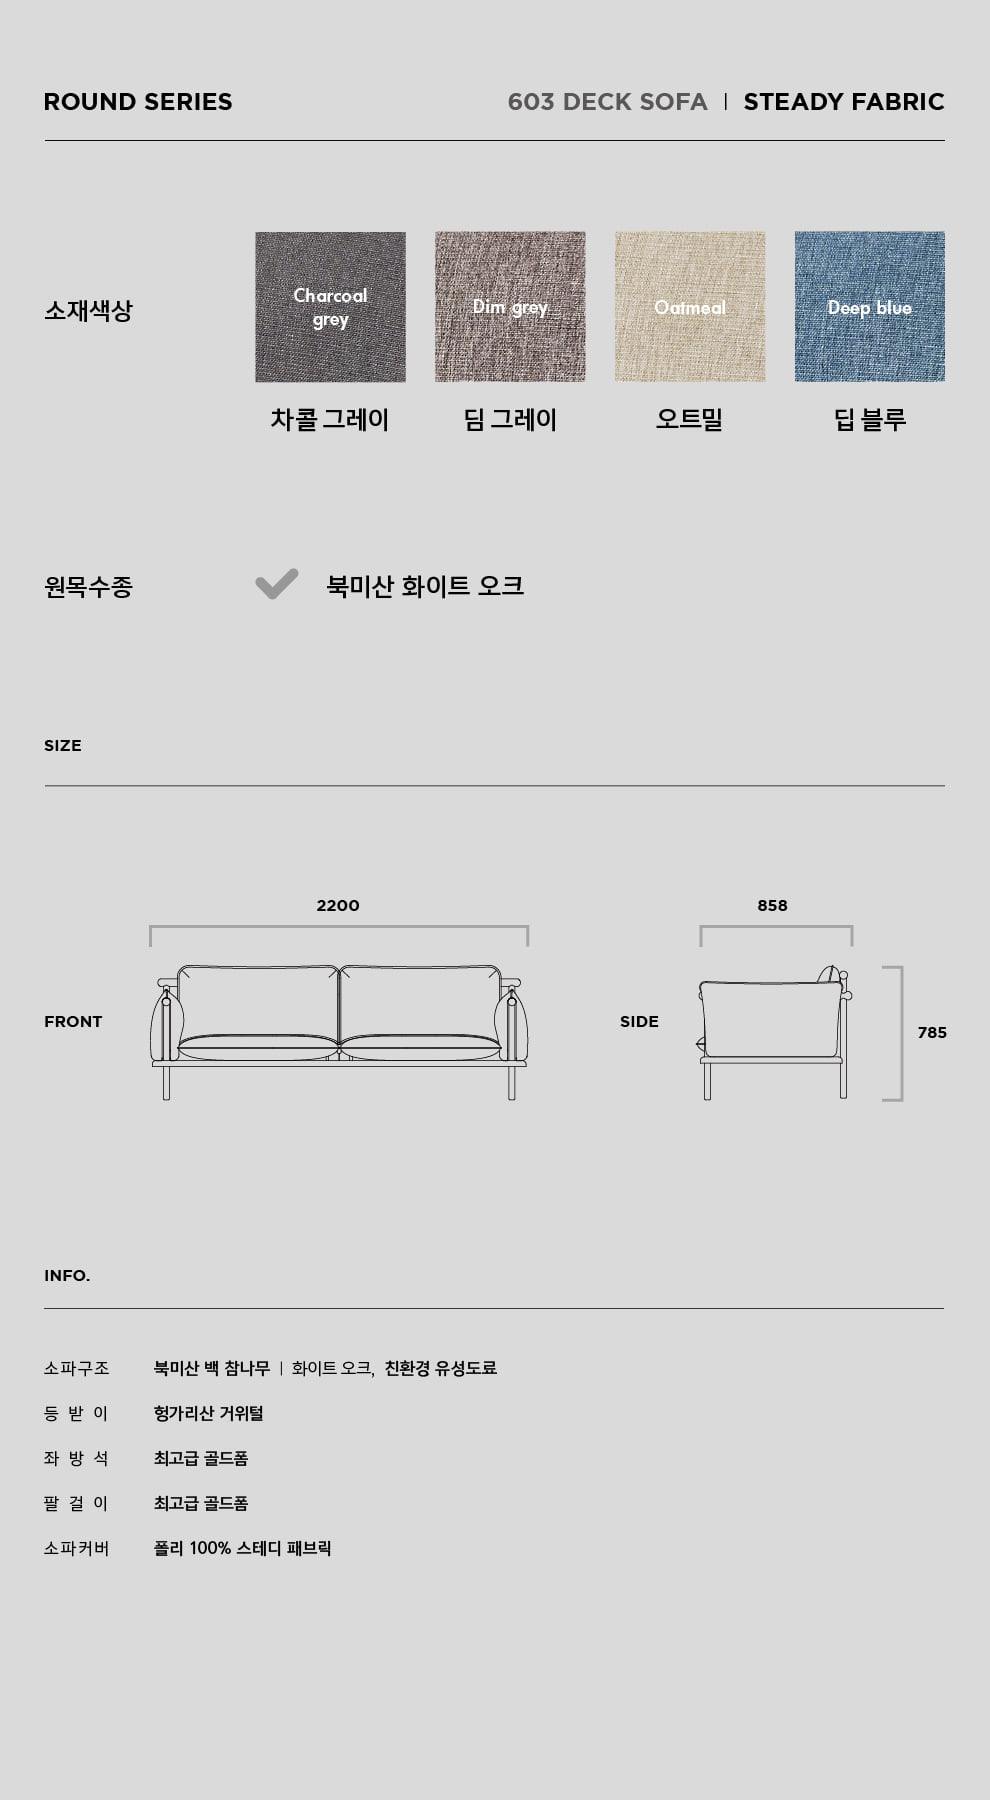 ROUND SERIES
603 DECK SOFA | STEADY FABRIC
소재색상
Charcoal
grey
Dim grey
Oatmeal
Deep blue
차콜 그레이
딤 그레이
오트밀
딥 블루
원목수종
북미산 화이트 오크
SIZE
2200
858
FRONT
SIDE
785
INFO.
소파구조 북미산 백 참나무 | 화이트 오크, 친환경 유성도료
등 받 이 헝가리산 거위털
좌 방 석 최고급 골드폼
팔 걸 이 최고급 골드폼
소파커버 폴리 100% 스테디 패브릭